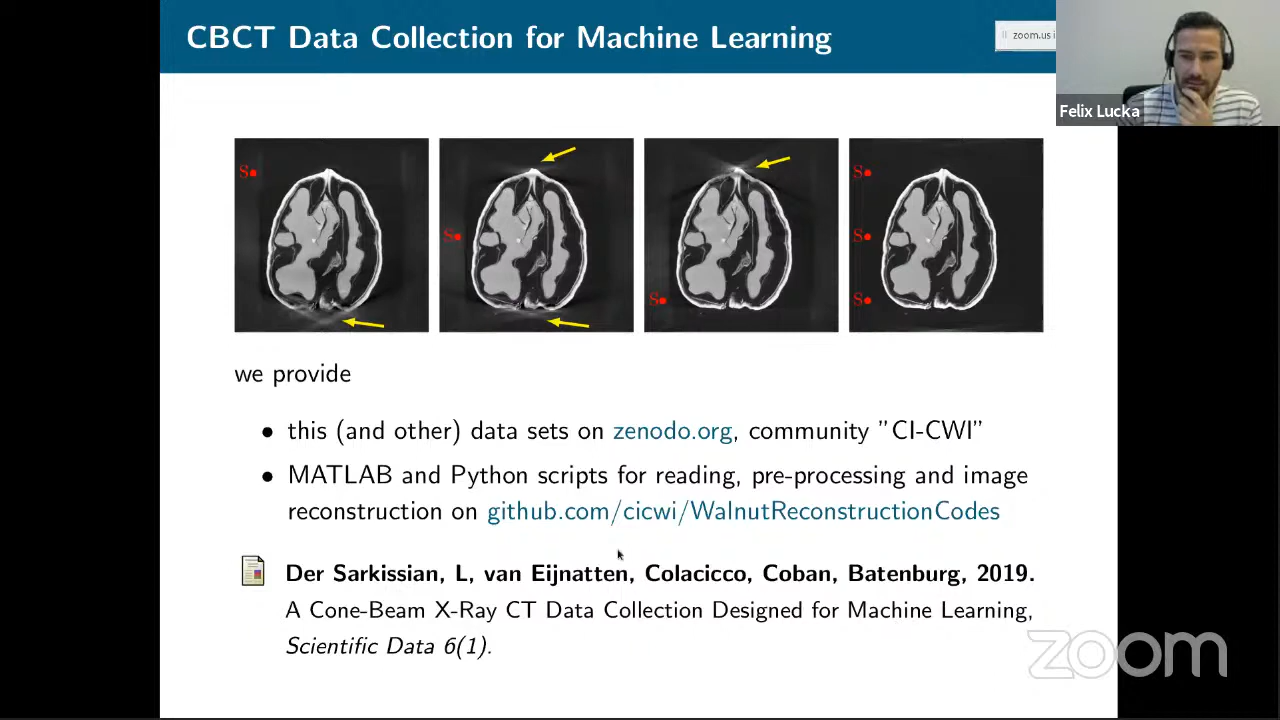 CBCT Data Collection for Machine Learning
zoom.us i
Felix Lucka
S
S
S
S
S
S
we provide
• this (and other) data sets on zenodo.org, community ”CI-CWI”
• MATLAB and Python scripts for reading, pre-processing and image
reconstruction on github.com/cicwi/WalnutReconstructionCodes
Der Sarkissian, L, van Eijnatten, Colacicco, Coban, Batenburg, 2019.
A Cone-Beam X-Ray CT Data Collection Designed for Machine Learning,
Scientific Data 6(1).
zoom